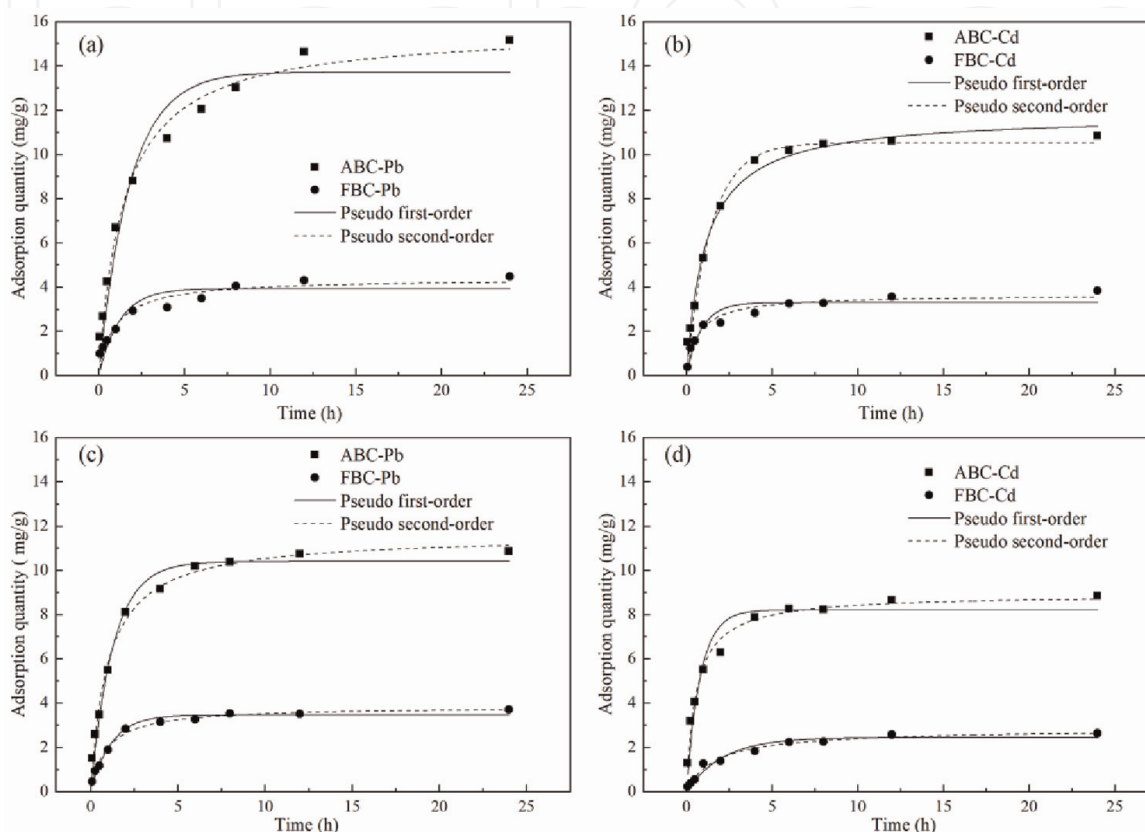 (a)
ABC-Pb
FBC-Pb
Pseudo first-order
Pseudo second-order
Adsorption quantity (mg/g)
16
14
12
10
8
6
4
2
0
0
5
10
15
20
25
Time (h)
(b)
ABC-Cd
FBC-Cd
Pseudo first-order
Pseudo second-order
Adsorption quantity (mg/g)
16
14
12
10
8
6
4
2
0
0
5
10
15
20
25
Time (h)
(c)
ABC-Pb
FBC-Pb
Pseudo first-order
Pseudo second-order
Adsorption quantity ( mg/g)
16
14
12
10
8
6
4
2
0
0
5
10
15
20
25
Time (h)
(d)
ABC-Cd
FBC-Cd
Pseudo first-order
Pseudo second-order
Adsorption quantity (mg/g)
16
14
12
10
8
6
4
2
0
0
5
10
15
20
25
Time (h)